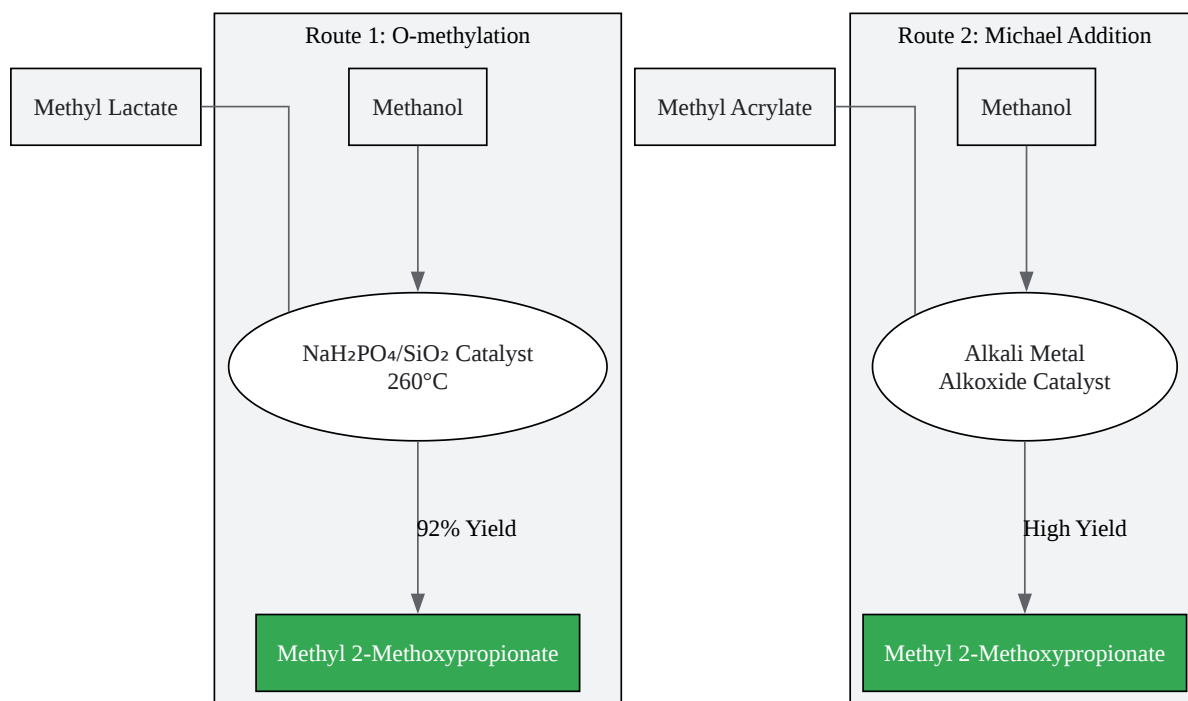 Route 1: O-methylation
Methyl Lactate
Methanol
NaH₂PO₄/SiO₂ Catalyst
260°C
92% Yield
Methyl 2-Methoxypropionate
Route 2: Michael Addition
Methyl Acrylate
Methanol
Alkali Metal
Alkoxide Catalyst
High Yield
Methyl 2-Methoxypropionate